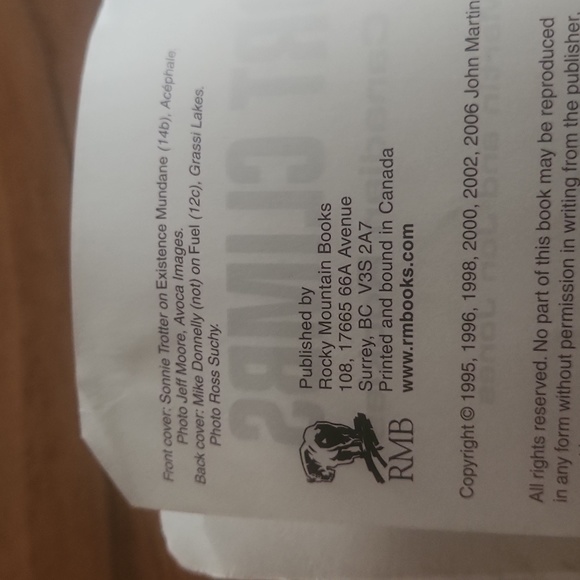 Front cover: Sonnie Trotter on Existence Mundane (14b), Acéphale.
Photo Jeff Moore, Avoca Images.
Back cover: Mike Donnelly (not) on Fuel (12c), Grassi Lakes.
Photo Ross Suchy.
Published by
Rocky Mountain Books
108, 17665 66A Avenue
Surrey, BC V3S 2A7
Printed and bound in Canada
www.rmbooks.com
RMB
Copyright © 1995, 1996, 1998, 2000, 2002, 2006 John Martin
All rights reserved. No part of this book may be reproduced
in any form without permission in writing from the publisher,